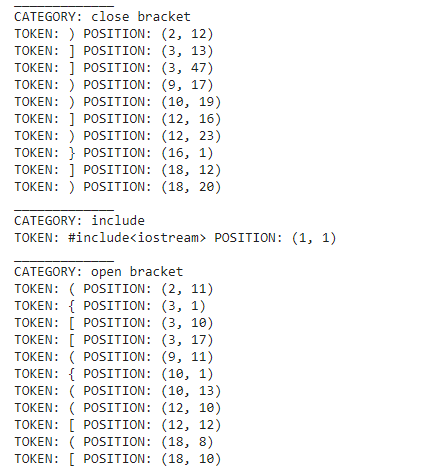 CATEGORY: close bracket
TOKEN: ) POSITION: (2, 12)
TOKEN: ] POSITION: (3, 13)
TOKEN: ] POSITION: (3, 47)
TOKEN: ) POSITION: (9, 17)
TOKEN: ) POSITION: (10, 19)
TOKEN: ] POSITION: (12, 16)
TOKEN: ) POSITION: (12, 23)
TOKEN: } POSITION: (16, 1)
TOKEN: ] POSITION: (18, 12)
TOKEN: ) POSITION: (18, 20)
_____________
CATEGORY: include
TOKEN: #include<iostream> POSITION: (1, 1)
_____________
CATEGORY: open bracket
TOKEN: ( POSITION: (2, 11)
TOKEN: { POSITION: (3, 1)
TOKEN: [ POSITION: (3, 10)
TOKEN: [ POSITION: (3, 17)
TOKEN: ( POSITION: (9, 11)
TOKEN: { POSITION: (10, 1)
TOKEN: ( POSITION: (10, 13)
TOKEN: ( POSITION: (12, 10)
TOKEN: [ POSITION: (12, 12)
TOKEN: ( POSITION: (18, 8)
TOKEN: [ POSITION: (18, 10)